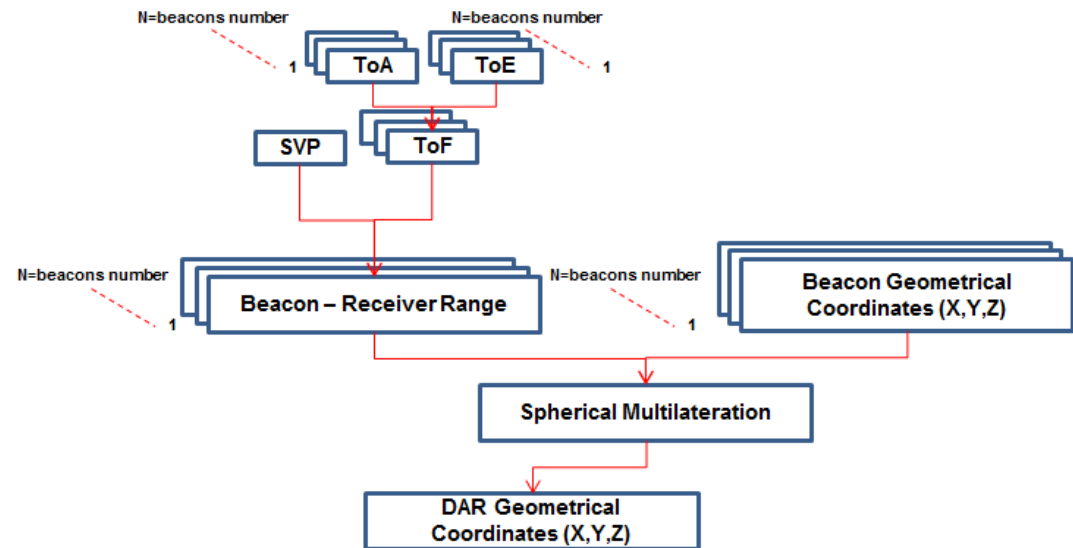 N=beacons number
N=beacons number
1
ToA
ToE
1
SVP
ToF
N=beacons number
1
Beacon – Receiver Range
N=beacons number
1
Beacon Geometrical
Coordinates (X,Y,Z)
Spherical Multilateration
DAR Geometrical
Coordinates (X,Y,Z)